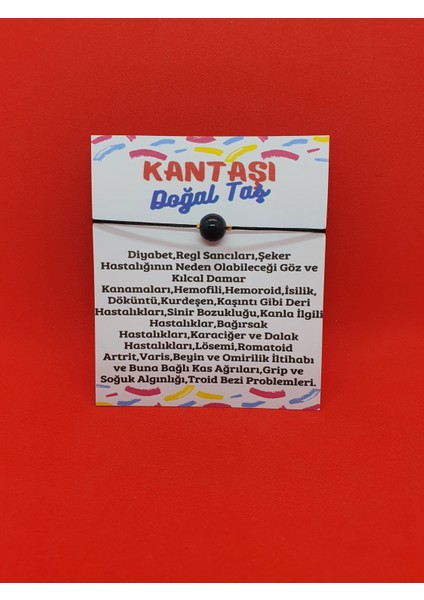 KANTAŞI
Doğal Taş
Diyabet,Regl Sancıları,Şeker
Hastalığının Neden Olabileceği Göz ve
Kılcal Damar
Kanamaları,Hemofili,Hemoroid,İsilik,
Döküntü,Kurdeşen,Kaşıntı Gibi Deri
Hastalıkları,Sinir Bozukluğu,Kanla İlgili
Hastalıklar,Bağırsak
Hastalıkları,Karaciğer ve Dalak
Hastalıkları,Lösemi,Romatoid
Artrit,Varis,Beyin ve Omirilik İltihabı
ve Buna Bağlı Kas Ağrıları,Grip ve
Soğuk Algınlığı,Troid Bezi Problemleri.